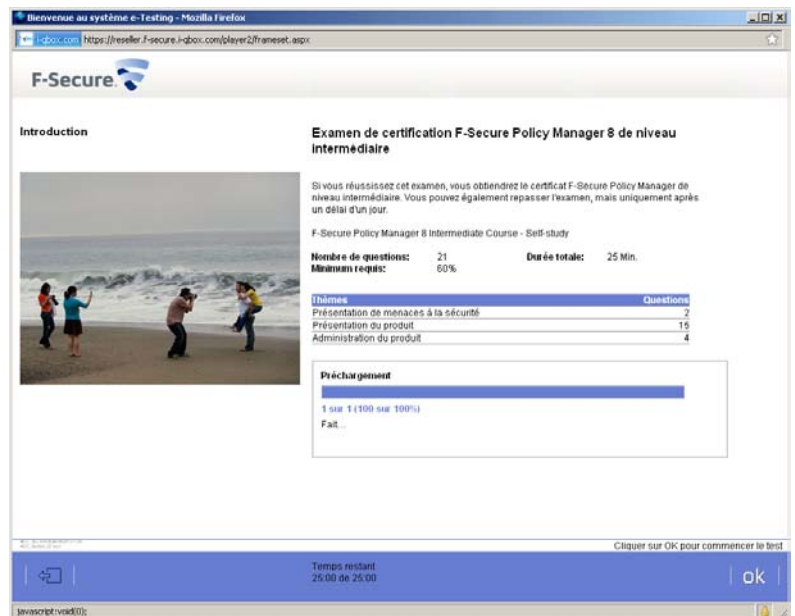 Bienvenue au système e-Testing - Mozilla Firefox
i-qbox.com https://reseller.f-secure.i-qbox.com/player2/frameset.aspx
F-Secure.
Introduction
Examen de certification F-Secure Policy Manager 8 de niveau
intermédiaire
Si vous réussissez cet examen, vous obtiendrez le certificat F-Secure Policy Manager de
niveau intermédiaire. Vous pouvez également repasser l'examen, mais uniquement après
un délai d'un jour.
F-Secure Policy Manager 8 Intermediate Course - Self-study
Nombre de questions: 21 Durée totale: 25 Min.
Minimum requis: 60%
Thèmes Questions
Présentation de menaces à la sécurité 2
Présentation du produit 15
Administration du produit 4
Préchargement
1 sur 1 (100 sur 100%)
Fait...
Cliquer sur OK pour commencer le test
Temps restant
25:00 de 25:00
ok
javascript:void(0);